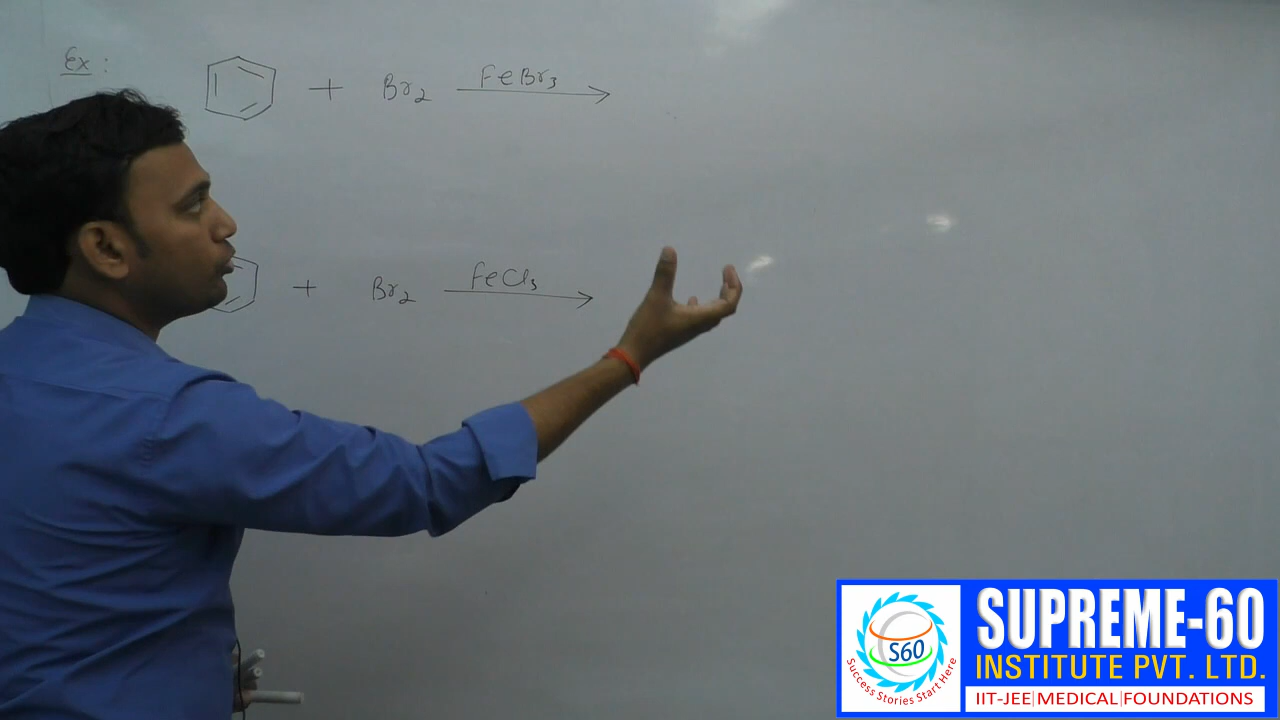 Ex :
+ Br₂ FeBr₃
+ Br₂ FeCl₃
S60
Success Stories Start Here
SUPREME-60
INSTITUTE PVT. LTD.
IIT-JEE|MEDICAL|FOUNDATIONS